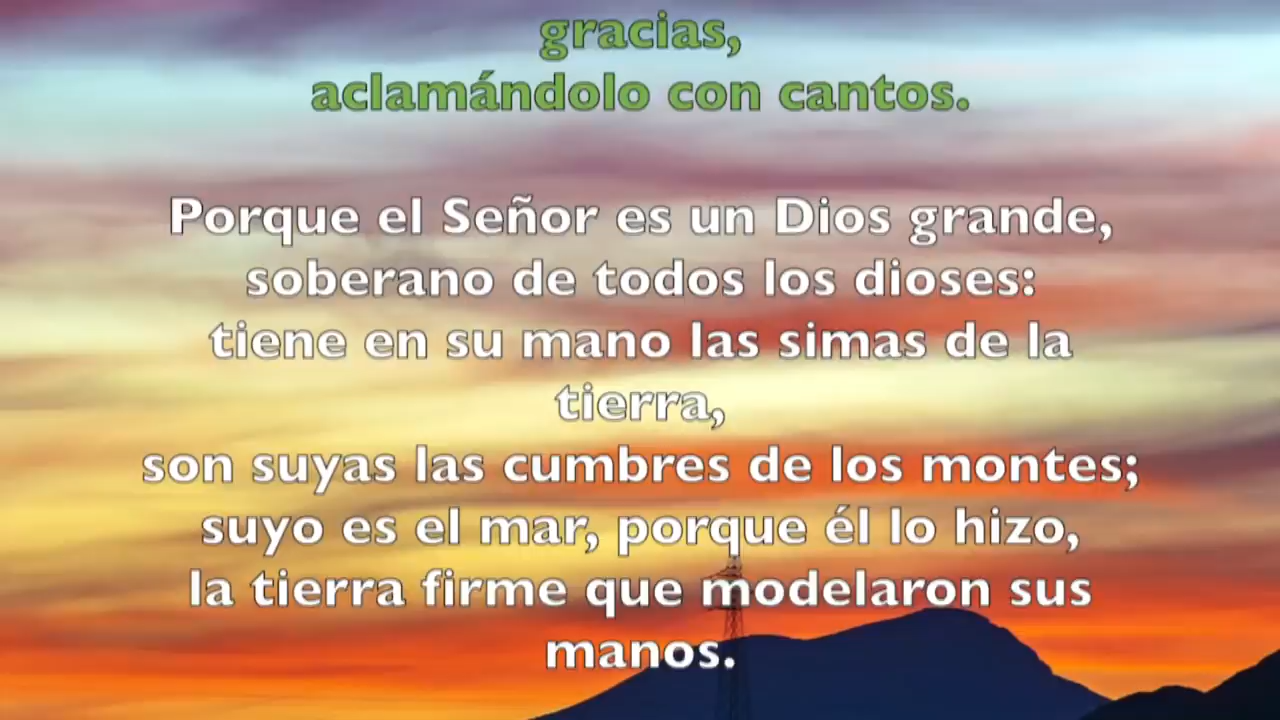 gracias,
aclamándolo con cantos.
Porque el Señor es un Dios grande,
soberano de todos los dioses:
tiene en su mano las simas de la
tierra,
son suyas las cumbres de los montes;
suyo es el mar, porque él lo hizo,
la tierra firme que modelaron sus
manos.